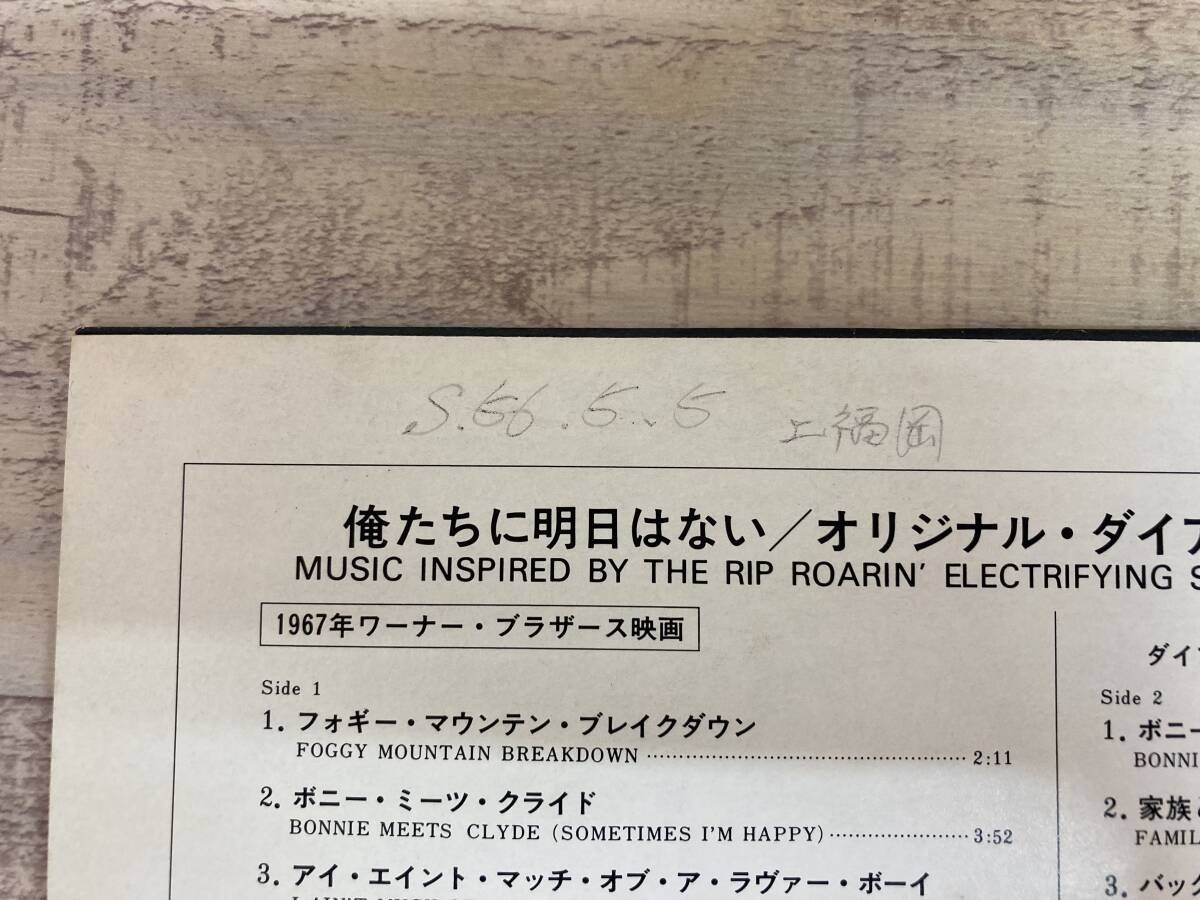 S.56.5.5 上福岡
俺たちに明日はない/オリジナル・ダイア
MUSIC INSPIRED BY THE RIP ROARIN' ELECTRIFYING S
1967年ワーナー・ブラザース映画
Side 1
1. フォギー・マウンテン・ブレイクダウン
FOGGY MOUNTAIN BREAKDOWN 2:11
2. ボニー・ミーツ・クライド
BONNIE MEETS CLYDE (SOMETIMES I'M HAPPY) 3:52
3. アイ・エイント・マッチ・オブ・ア・ラヴァー・ボーイ
ダイア
Side 2
1. ボニー
BONNI
2. 家族
FAMIL
3. バック